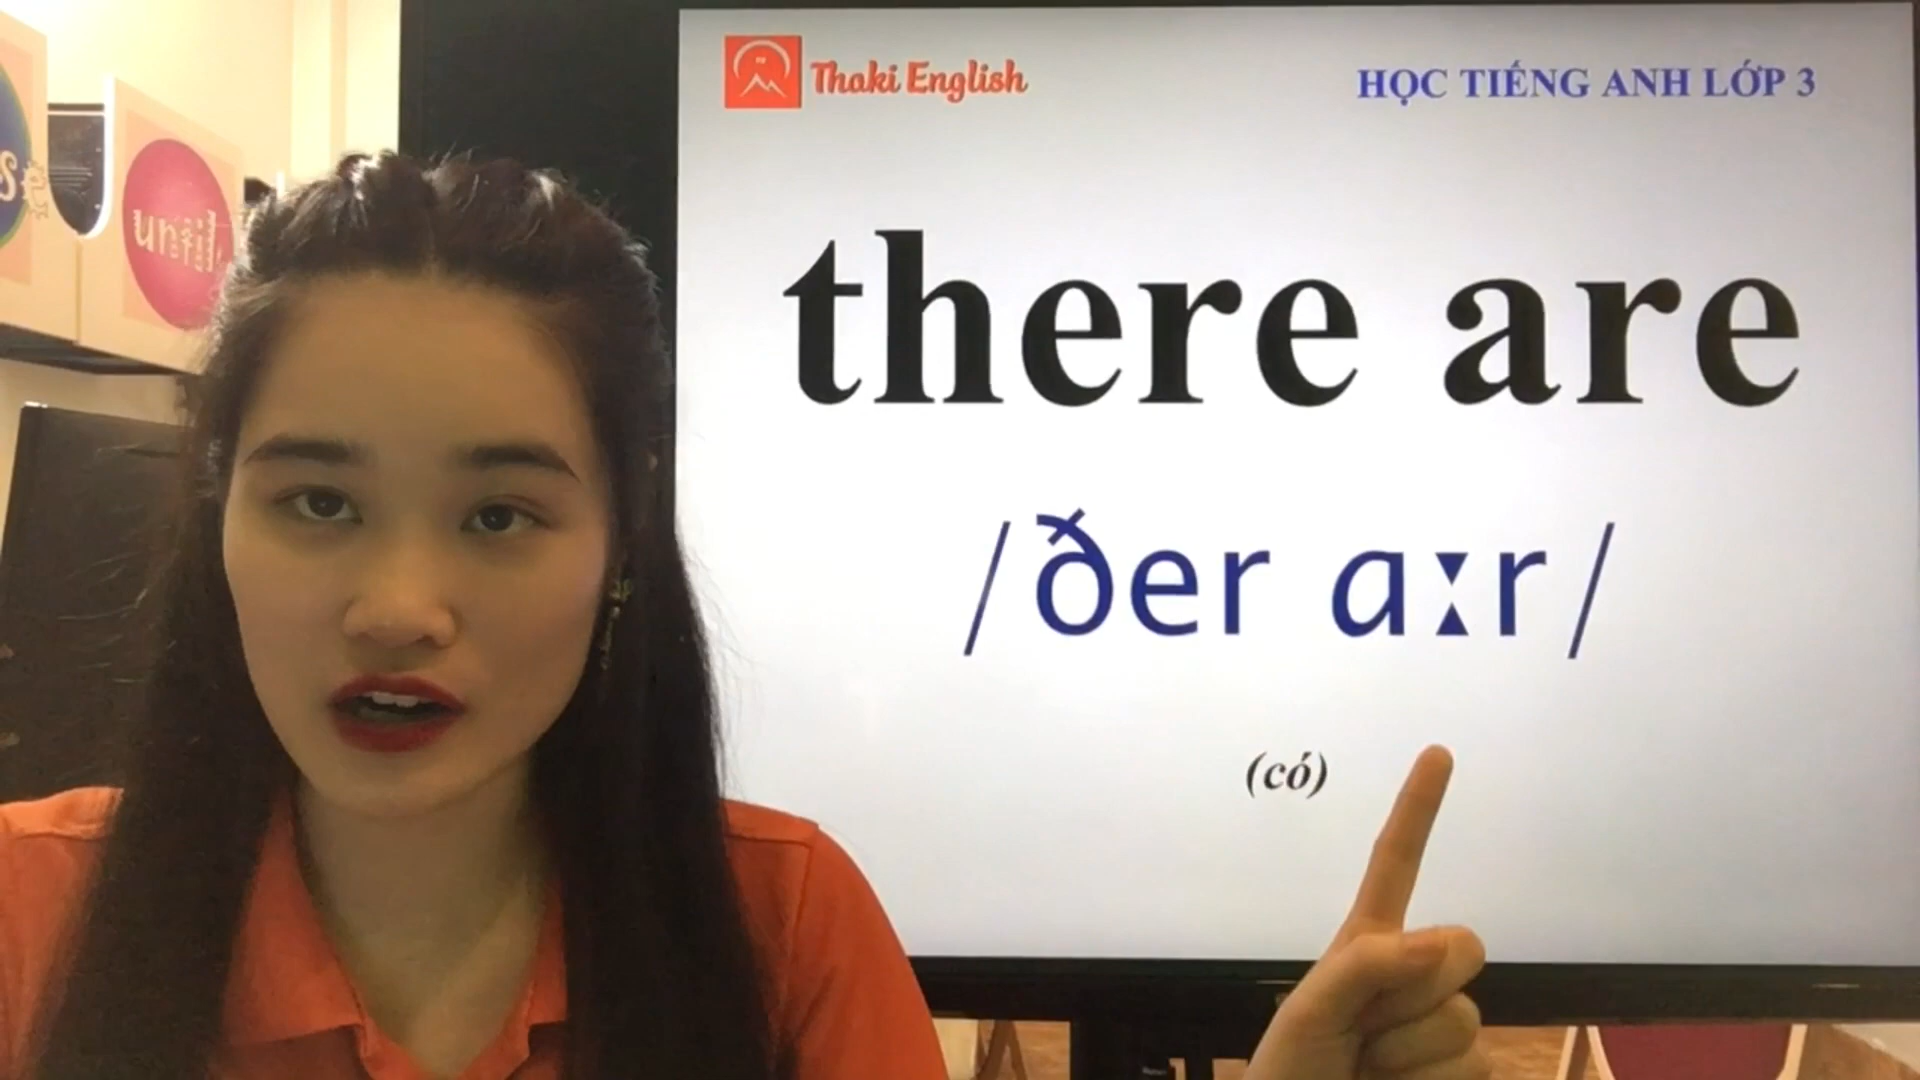 Thaki English
HỌC TIẾNG ANH LỚP 3
there are
/ðer ɑːr/
(có)
until